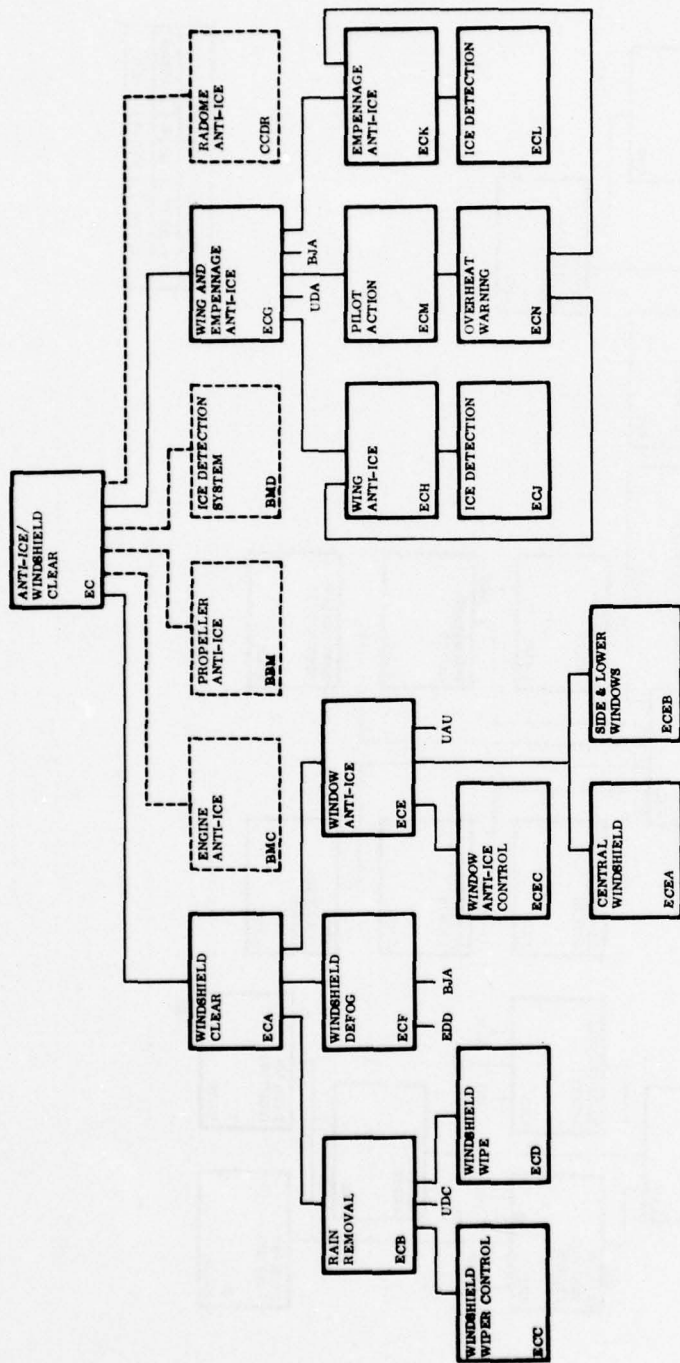 ANTI-ICE/
WINDSHIELD
CLEAR
EC
WINDSHIELD
CLEAR
ECA
ENGINE
ANTI-ICE
BMC
PROPELLER
ANTI-ICE
BBM
ICE DETECTION
SYSTEM
BMD
WING AND
EMPENNAGE
ANTI-ICE
ECG
RADOME
ANTI-ICE
CCDR
RAIN
REMOVAL
ECB
WINDSHIELD
DEFOG
ECF
WINDOW
ANTI-ICE
ECE
UDA
BJA
WING
ANTI-ICE
ECH
PILOT
ACTION
ECM
EMPENNAGE
ANTI-ICE
ECK
UDC
EDD
BJA
UAU
WINDSHIELD
WIPER CONTROL
ECC
WINDSHIELD
WIPE
ECD
WINDOW
ANTI-ICE
CONTROL
ECEC
ICE DETECTION
ECJ
OVERHEAT
WARNING
ECN
ICE DETECTION
ECL
CENTRAL
WINDSHIELD
ECEA
SIDE & LOWER
WINDOWS
ECEB